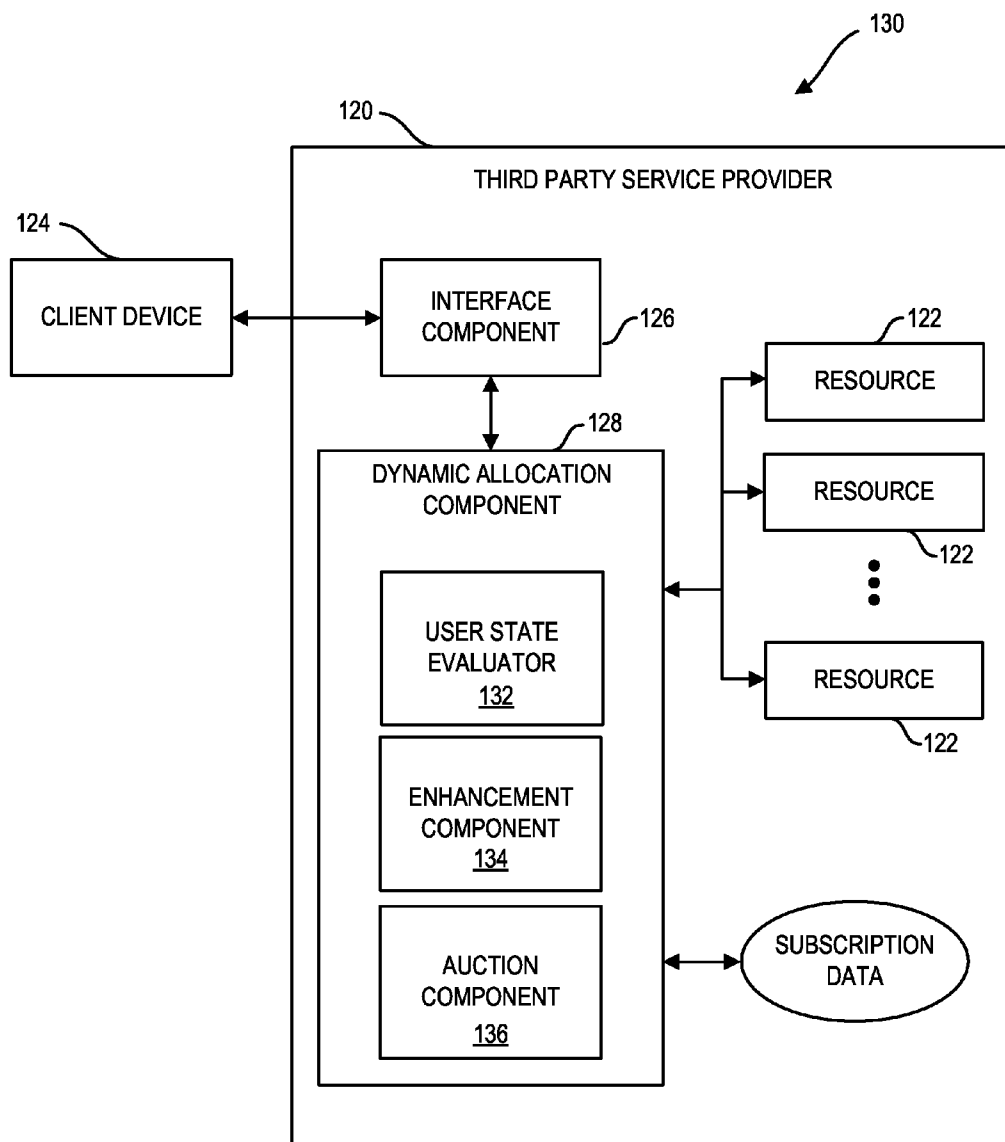 130
120
THIRD PARTY SERVICE PROVIDER
124
CLIENT DEVICE
INTERFACE
COMPONENT
126
122
RESOURCE
128
DYNAMIC ALLOCATION
COMPONENT
RESOURCE
122
USER STATE
EVALUATOR
132
RESOURCE
122
ENHANCEMENT
COMPONENT
134
SUBSCRIPTION
DATA
AUCTION
COMPONENT
136